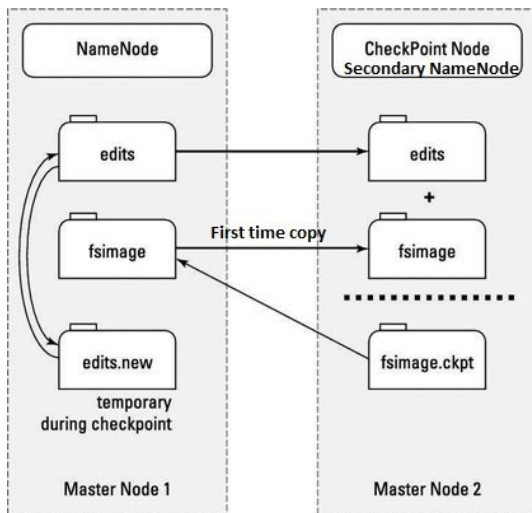 NameNode
CheckPoint Node
Secondary NameNode
edits
edits
+
First time copy
fsimage
fsimage
edits.new
fsimage.ckpt
temporary
during checkpoint
Master Node 1
Master Node 2